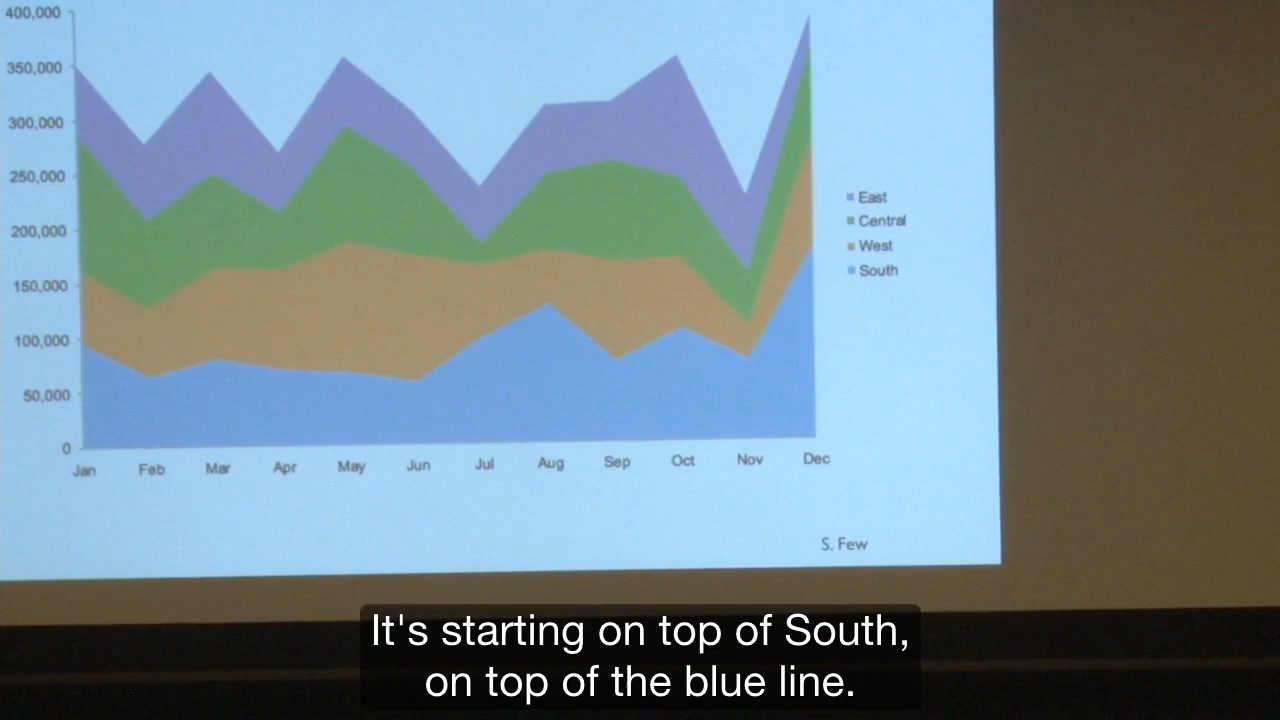 400,000
350,000
300,000
250,000
200,000
150,000
100,000
50,000
0
Jan Feb Mar Apr May Jun Jul Aug Sep Oct Nov Dec
East
Central
West
South
S. Few
It's starting on top of South,
on top of the blue line.